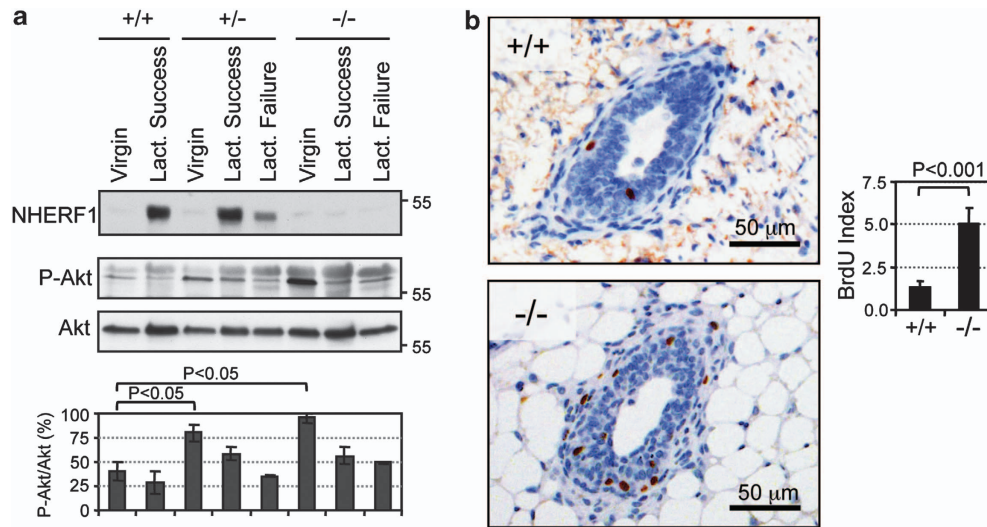 a
+/+ +/- -/-
Virgin
Lact. Success
Virgin
Lact. Success
Lact. Failure
Virgin
Lact. Success
Lact. Failure
NHERF1
55
P-Akt
55
Akt
55
P<0.05
P<0.05
P-Akt/Akt (%)
100
75
50
25
0
b
+/+
50 µm
-/-
50 µm
P<0.001
BrdU Index
7.5
5.0
2.5
0.0
+/+ -/-